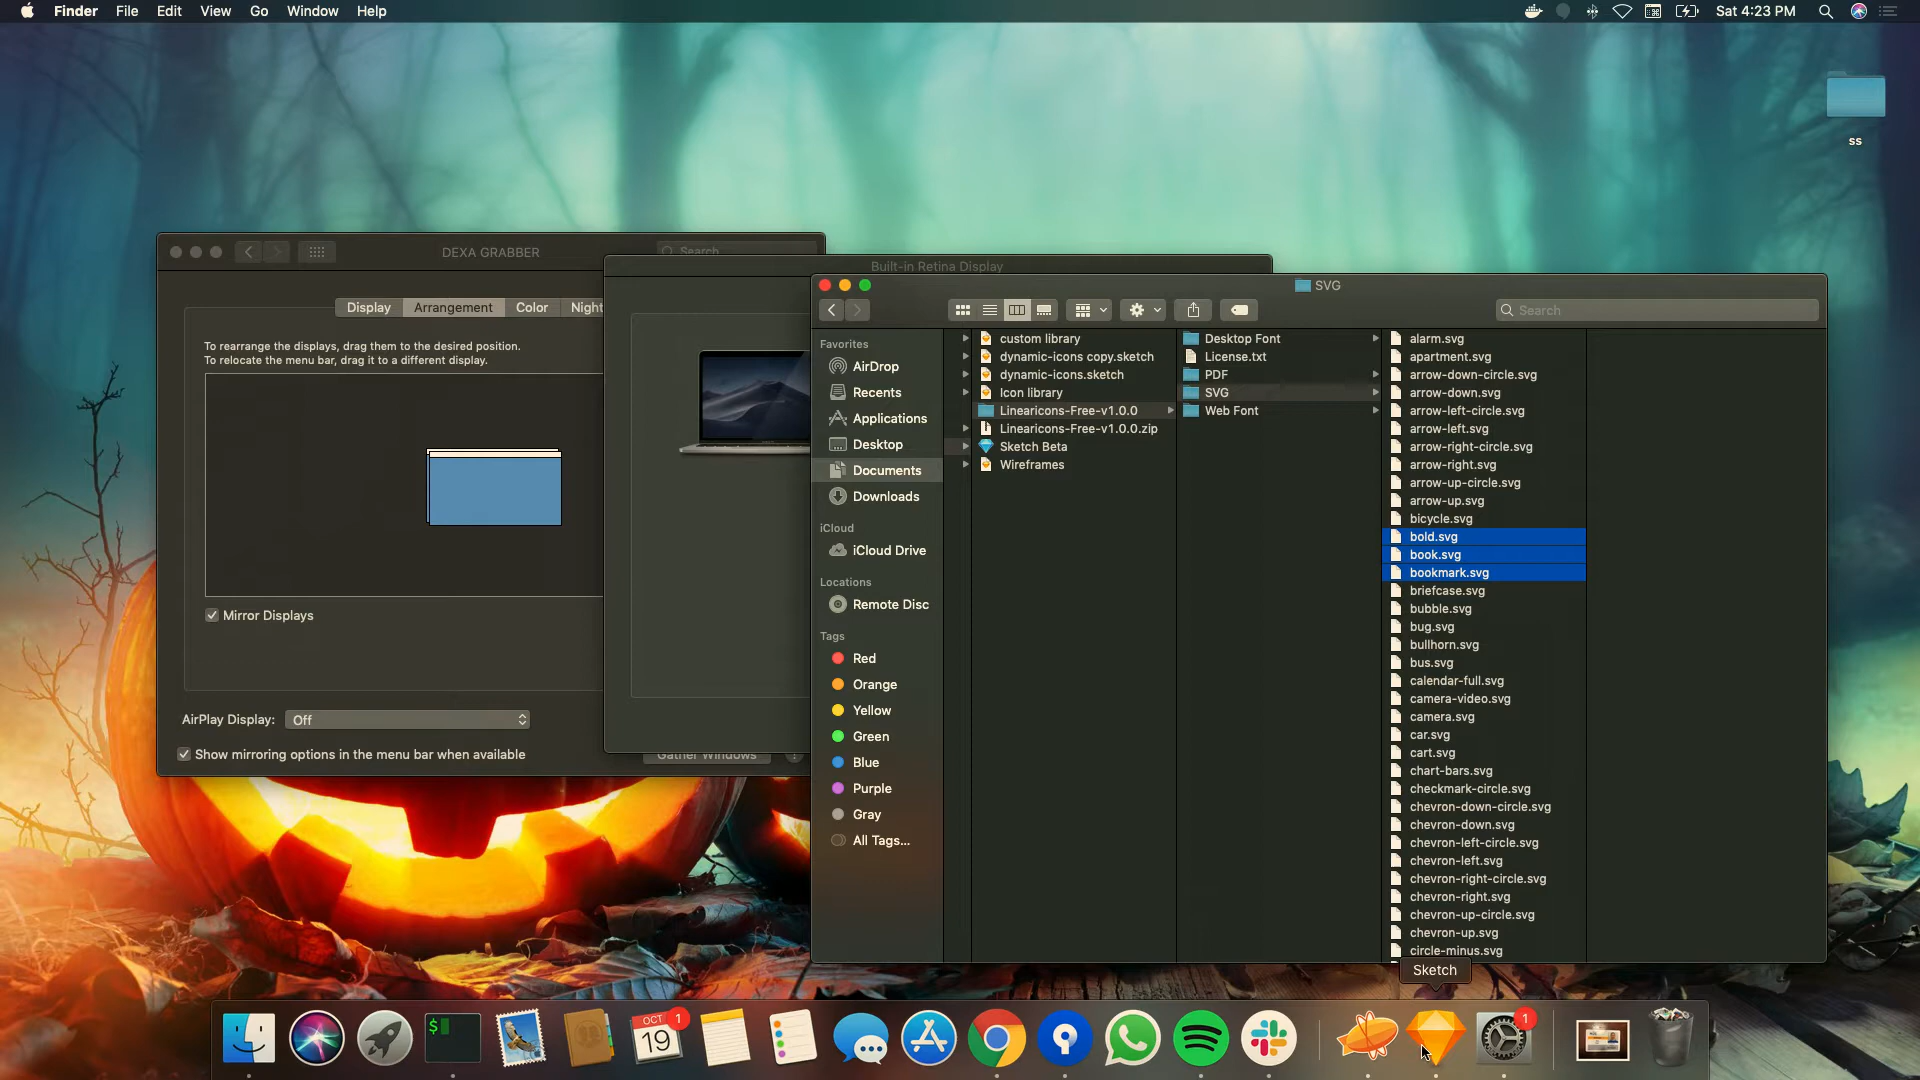 Finder File Edit View Go Window Help
Sat 4:23 PM
ss
DEXA GRABBER
Search
Display Arrangement Color Night
To rearrange the displays, drag them to the desired position.
To relocate the menu bar, drag it to a different display.
Mirror Displays
AirPlay Display: Off
Show mirroring options in the menu bar when available
Gather Windows
Built-in Retina Display
SVG
Search
Favorites
AirDrop
Recents
Applications
Desktop
Documents
Downloads
iCloud
iCloud Drive
Locations
Remote Disc
Tags
Red
Orange
Yellow
Green
Blue
Purple
Gray
All Tags...
custom library
dynamic-icons copy.sketch
dynamic-icons.sketch
Icon library
Linearicons-Free-v1.0.0
Linearicons-Free-v1.0.0.zip
Sketch Beta
Wireframes
Desktop Font
License.txt
PDF
SVG
Web Font
alarm.svg
apartment.svg
arrow-down-circle.svg
arrow-down.svg
arrow-left-circle.svg
arrow-left.svg
arrow-right-circle.svg
arrow-right.svg
arrow-up-circle.svg
arrow-up.svg
bicycle.svg
bold.svg
book.svg
bookmark.svg
briefcase.svg
bubble.svg
bug.svg
bullhorn.svg
bus.svg
calendar-full.svg
camera-video.svg
camera.svg
car.svg
cart.svg
chart-bars.svg
checkmark-circle.svg
chevron-down-circle.svg
chevron-down.svg
chevron-left-circle.svg
chevron-left.svg
chevron-right-circle.svg
chevron-right.svg
chevron-up-circle.svg
chevron-up.svg
circle-minus.svg
Sketch
$
OCT
19
1
1